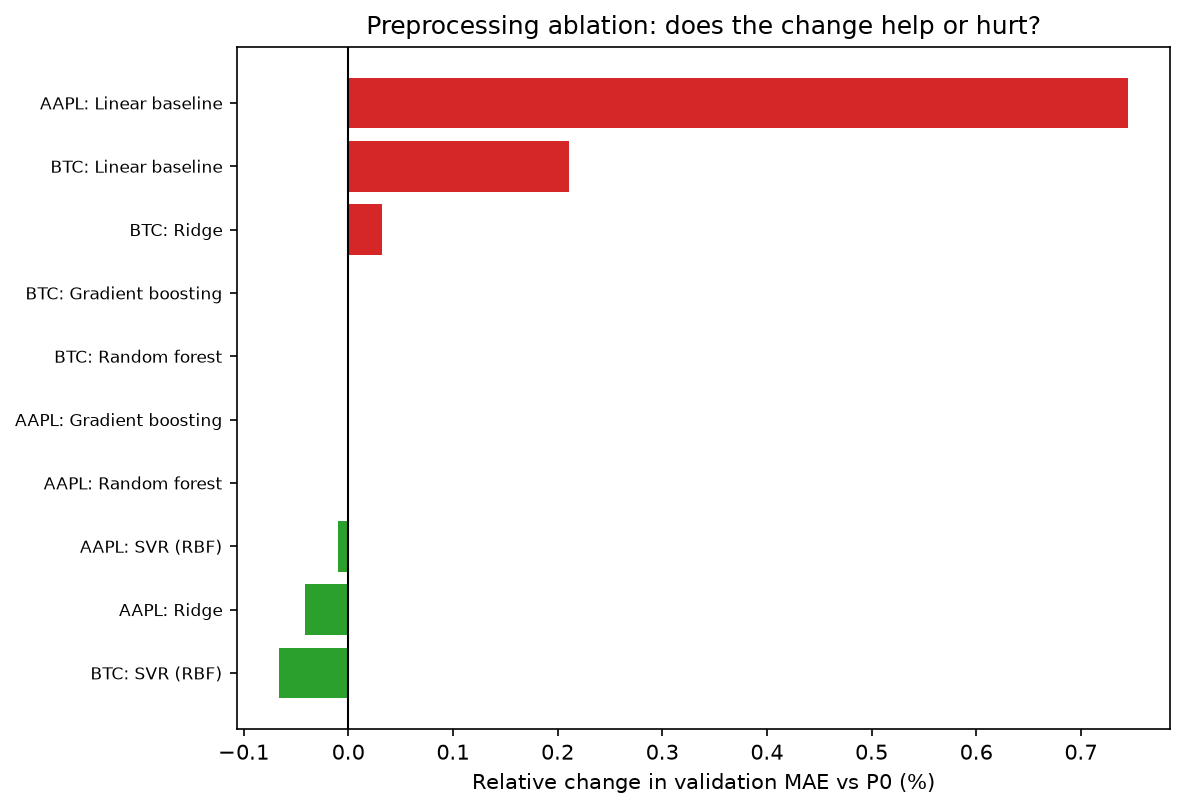 Preprocessing ablation: does the change help or hurt?
AAPL: Linear baseline
BTC: Linear baseline
BTC: Ridge
BTC: Gradient boosting
BTC: Random forest
AAPL: Gradient boosting
AAPL: Random forest
AAPL: SVR (RBF)
AAPL: Ridge
BTC: SVR (RBF)
−0.1 0.0 0.1 0.2 0.3 0.4 0.5 0.6 0.7
Relative change in validation MAE vs P0 (%)